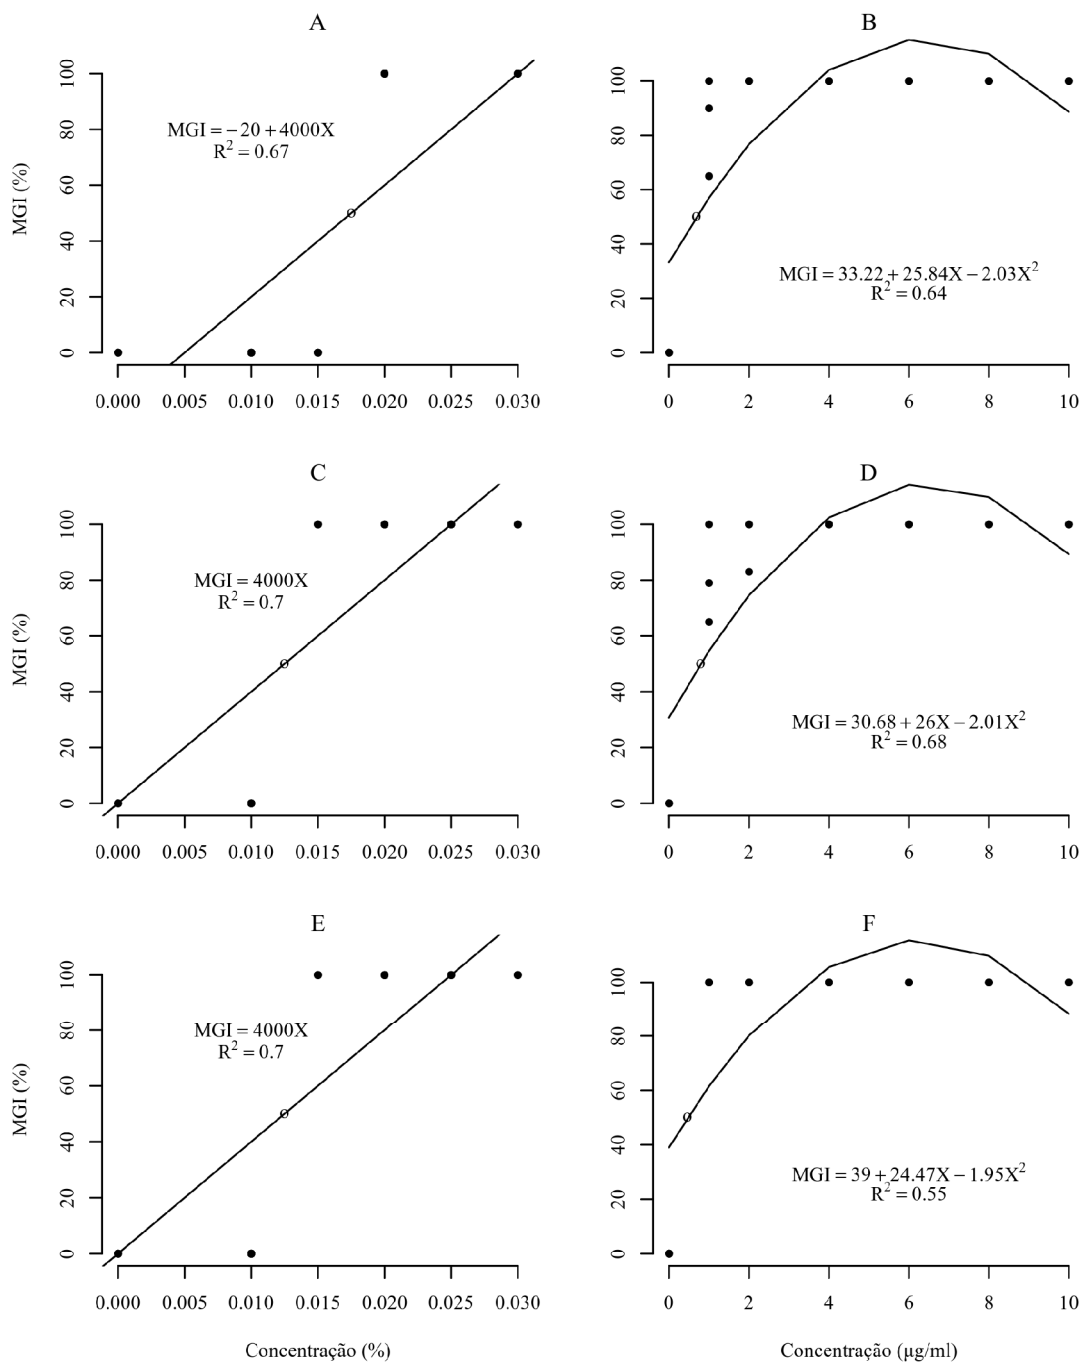 A
MGI (%)
100
80
60
40
20
0
MGI = −20 + 4000X
R² = 0.67
0.000 0.005 0.010 0.015 0.020 0.025 0.030
B
100
80
60
40
20
0
MGI = 33.22 + 25.84X − 2.03X²
R² = 0.64
0 2 4 6 8 10
C
MGI (%)
100
80
60
40
20
0
MGI = 4000X
R² = 0.7
0.000 0.005 0.010 0.015 0.020 0.025 0.030
D
100
80
60
40
20
0
MGI = 30.68 + 26X − 2.01X²
R² = 0.68
0 2 4 6 8 10
E
MGI (%)
100
80
60
40
20
0
MGI = 4000X
R² = 0.7
0.000 0.005 0.010 0.015 0.020 0.025 0.030
Concentração (%)
F
100
80
60
40
20
0
MGI = 39 + 24.47X − 1.95X²
R² = 0.55
0 2 4 6 8 10
Concentração (µg/ml)